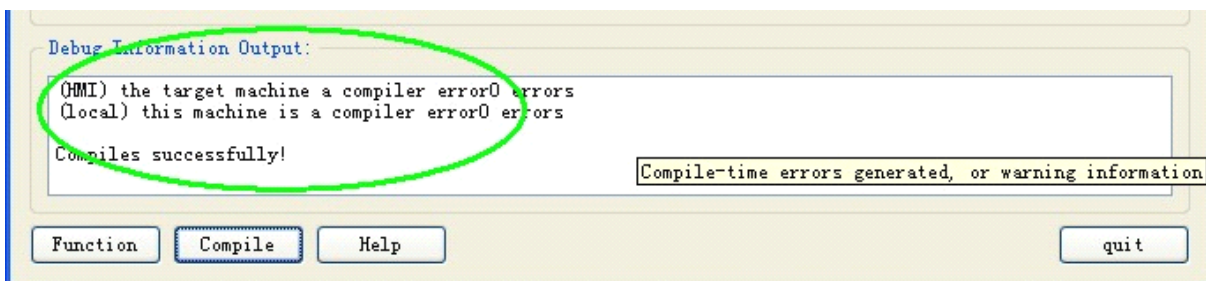 Debug Information Output:
(HMI) the target machine a compiler error0 errors
(local) this machine is a compiler error0 errors
Compiles successfully!
Compile-time errors generated, or warning information
Function
Compile
Help
quit